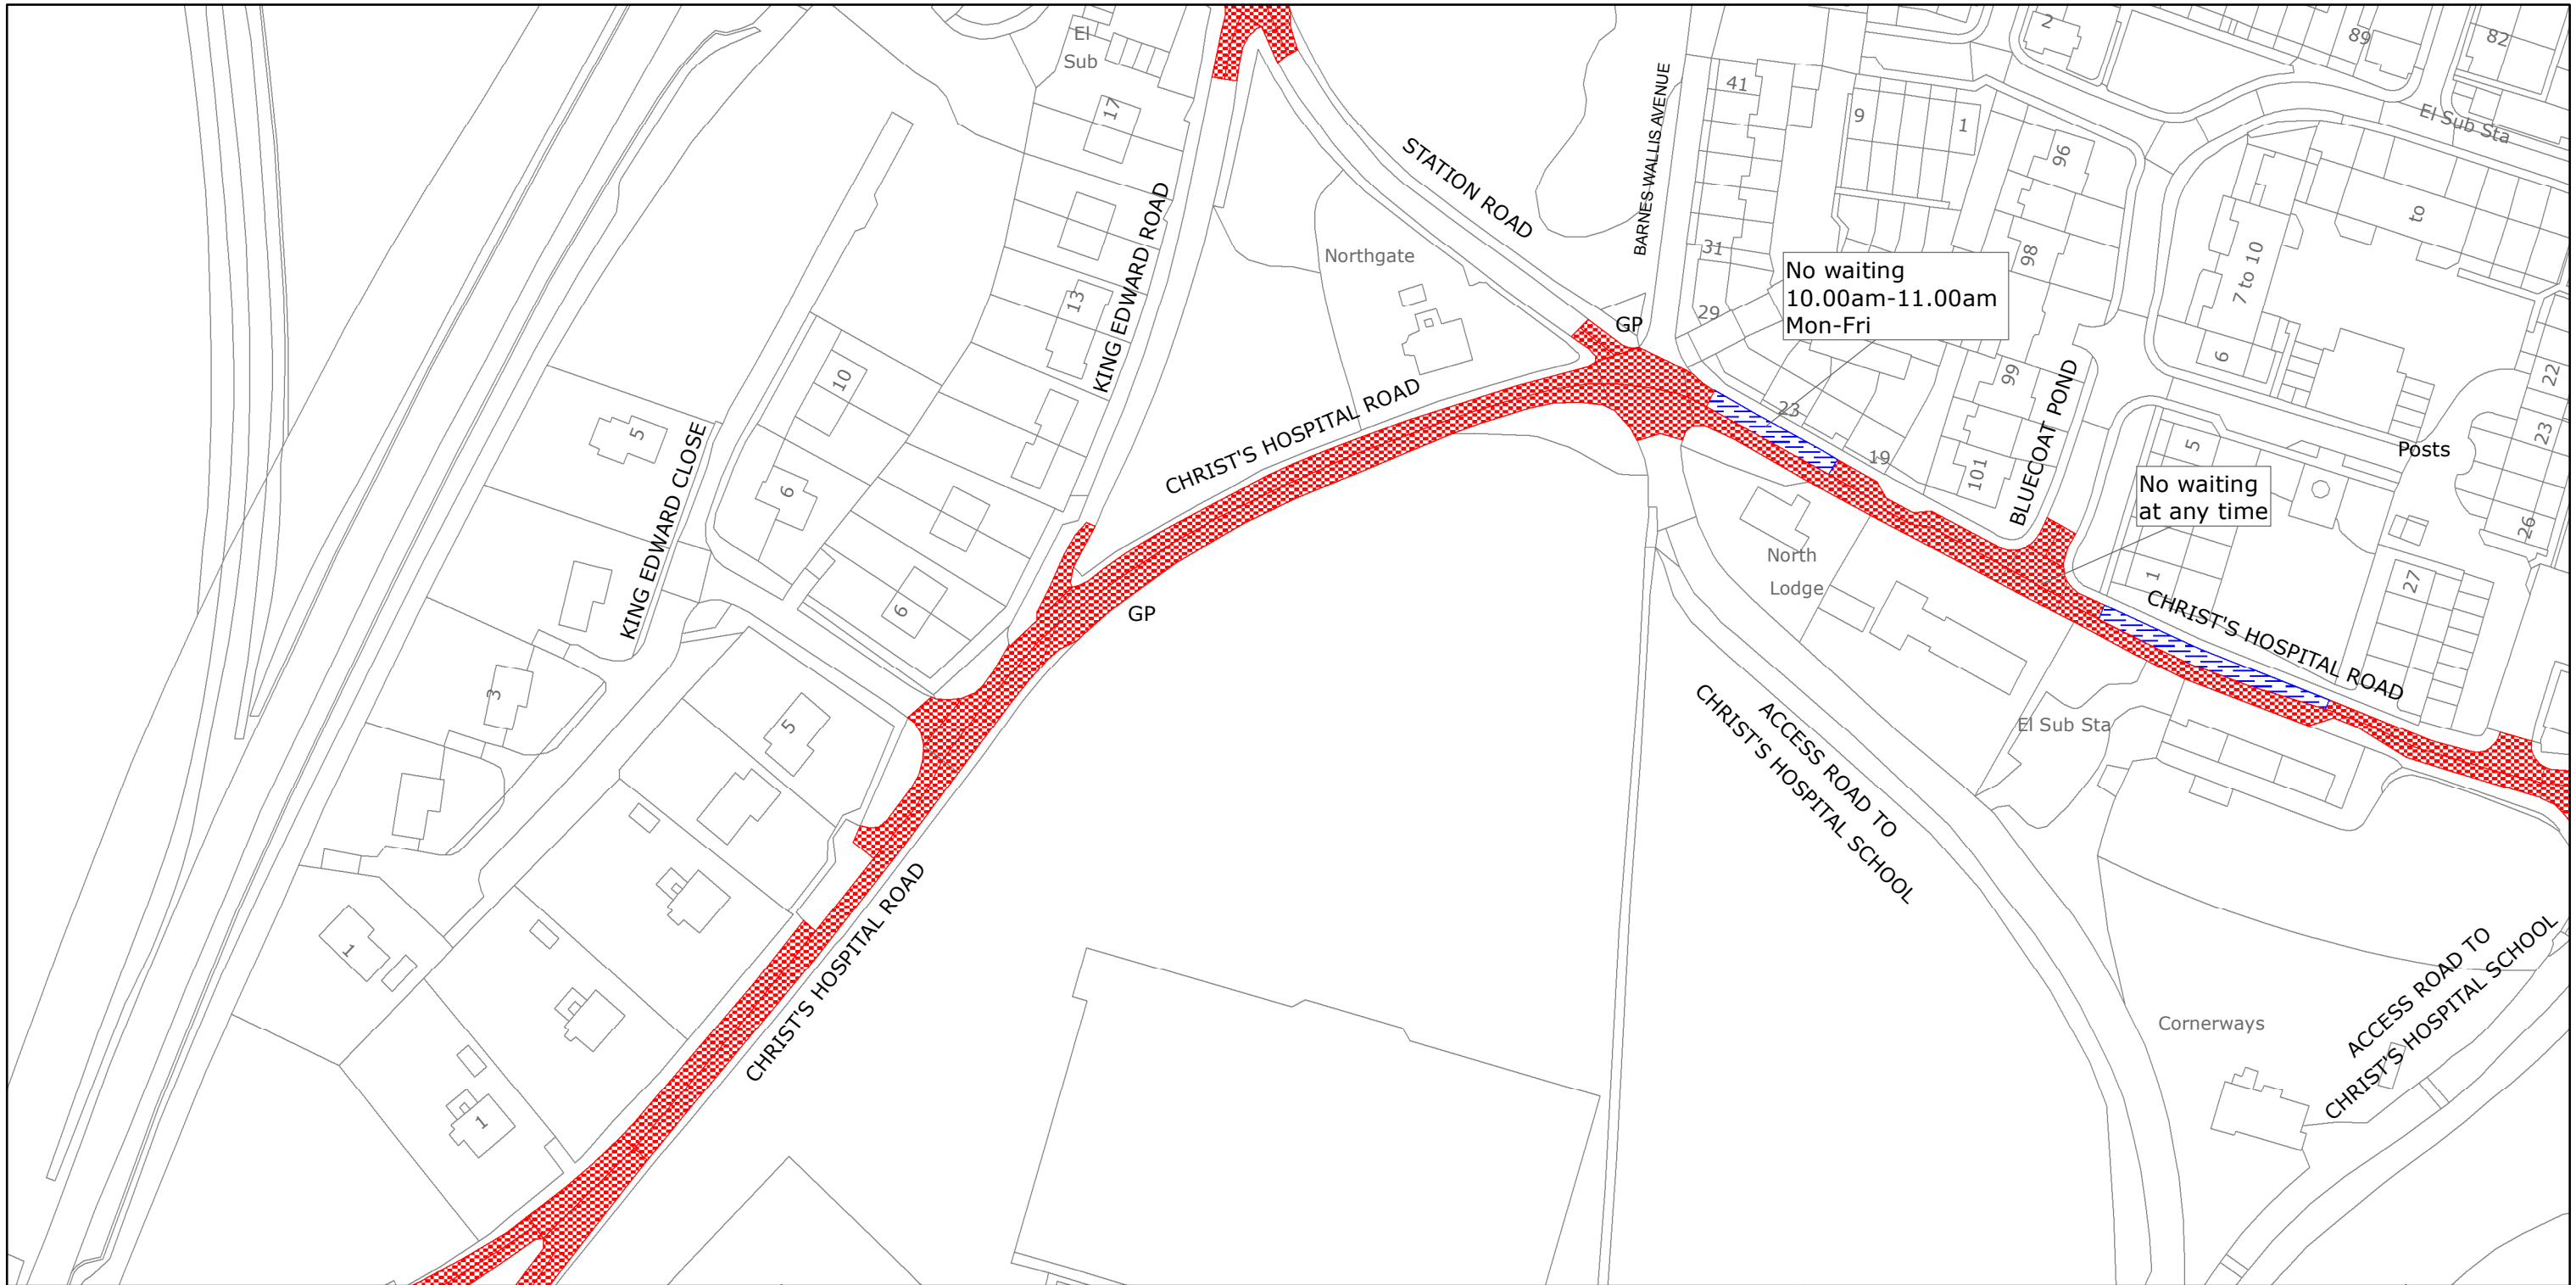 El
Sub
17
KING EDWARD ROAD
13
STATION ROAD
Northgate
BARNES WALLIS AVENUE
41
31
29
9
1
2
89
82
El Sub Sta
96
98
to
7 to 10
6
No waiting
10.00am-11.00am
Mon-Fri
GP
23
19
99
101
BLUECOAT POND
22
23
26
Posts
5
1
27
No waiting
at any time
CHRIST'S HOSPITAL ROAD
CHRIST'S HOSPITAL ROAD
10
6
5
KING EDWARD CLOSE
6
GP
3
5
1
1
North
Lodge
El Sub Sta
ACCESS ROAD TO
CHRIST'S HOSPITAL SCHOOL
CHRIST'S HOSPITAL ROAD
Cornerways
ACCESS ROAD TO
CHRIST'S HOSPITAL SCHOOL